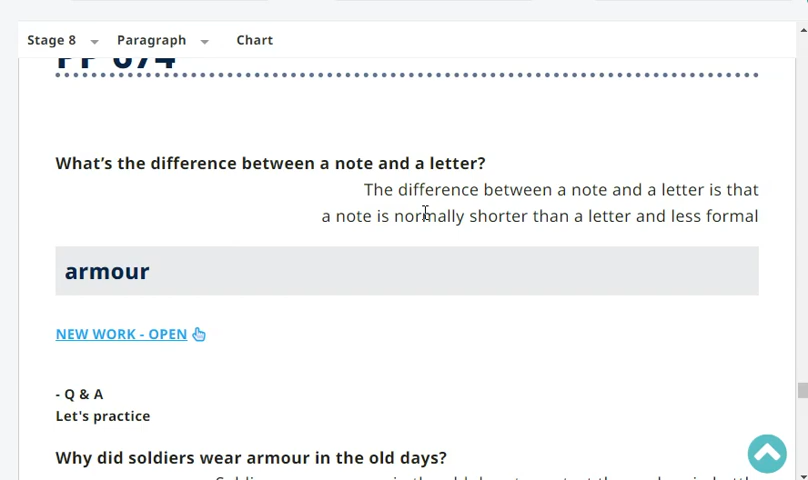 Stage 8 Paragraph Chart
What's the difference between a note and a letter?
The difference between a note and a letter is that
a note is normally shorter than a letter and less formal
armour
NEW WORK - OPEN
- Q & A
Let's practice
Why did soldiers wear armour in the old days?